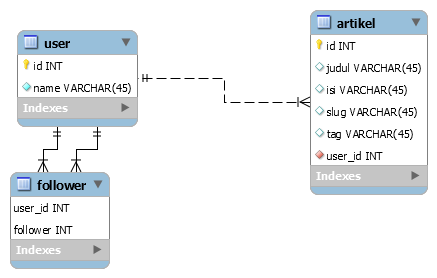 user
id INT
name VARCHAR(45)
Indexes
artikel
id INT
judul VARCHAR(45)
isi VARCHAR(45)
slug VARCHAR(45)
tag VARCHAR(45)
user_id INT
Indexes
follower
user_id INT
follower INT
Indexes